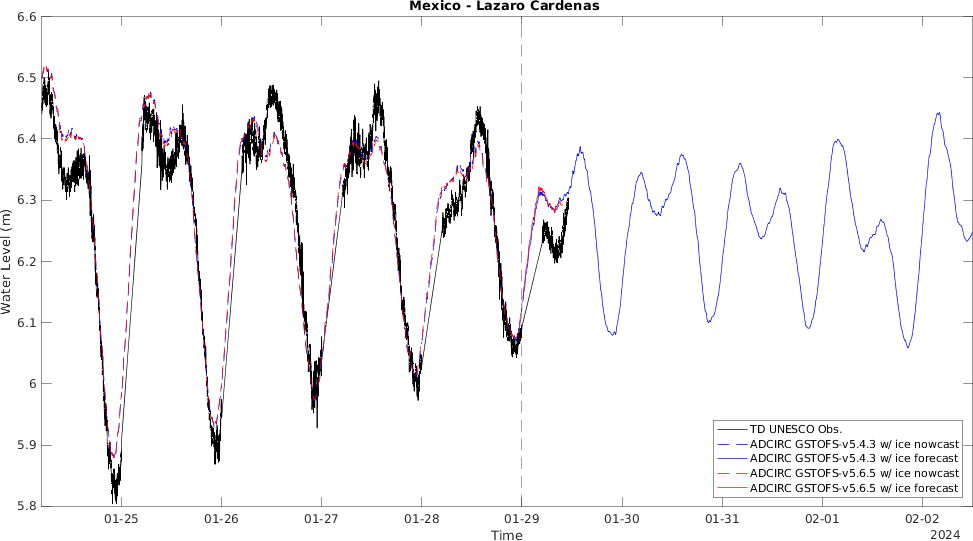 Mexico - Lazaro Cardenas
6.6
6.5
6.4
6.3
6.2
6.1
6
5.9
5.8
Water Level (m)
01-25
01-26
01-27
01-28
01-29
01-30
01-31
02-01
02-02
Time
2024
TD UNESCO Obs.
ADCIRC GSTOFS-v5.4.3 w/ ice nowcast
ADCIRC GSTOFS-v5.4.3 w/ ice forecast
ADCIRC GSTOFS-v5.6.5 w/ ice nowcast
ADCIRC GSTOFS-v5.6.5 w/ ice forecast